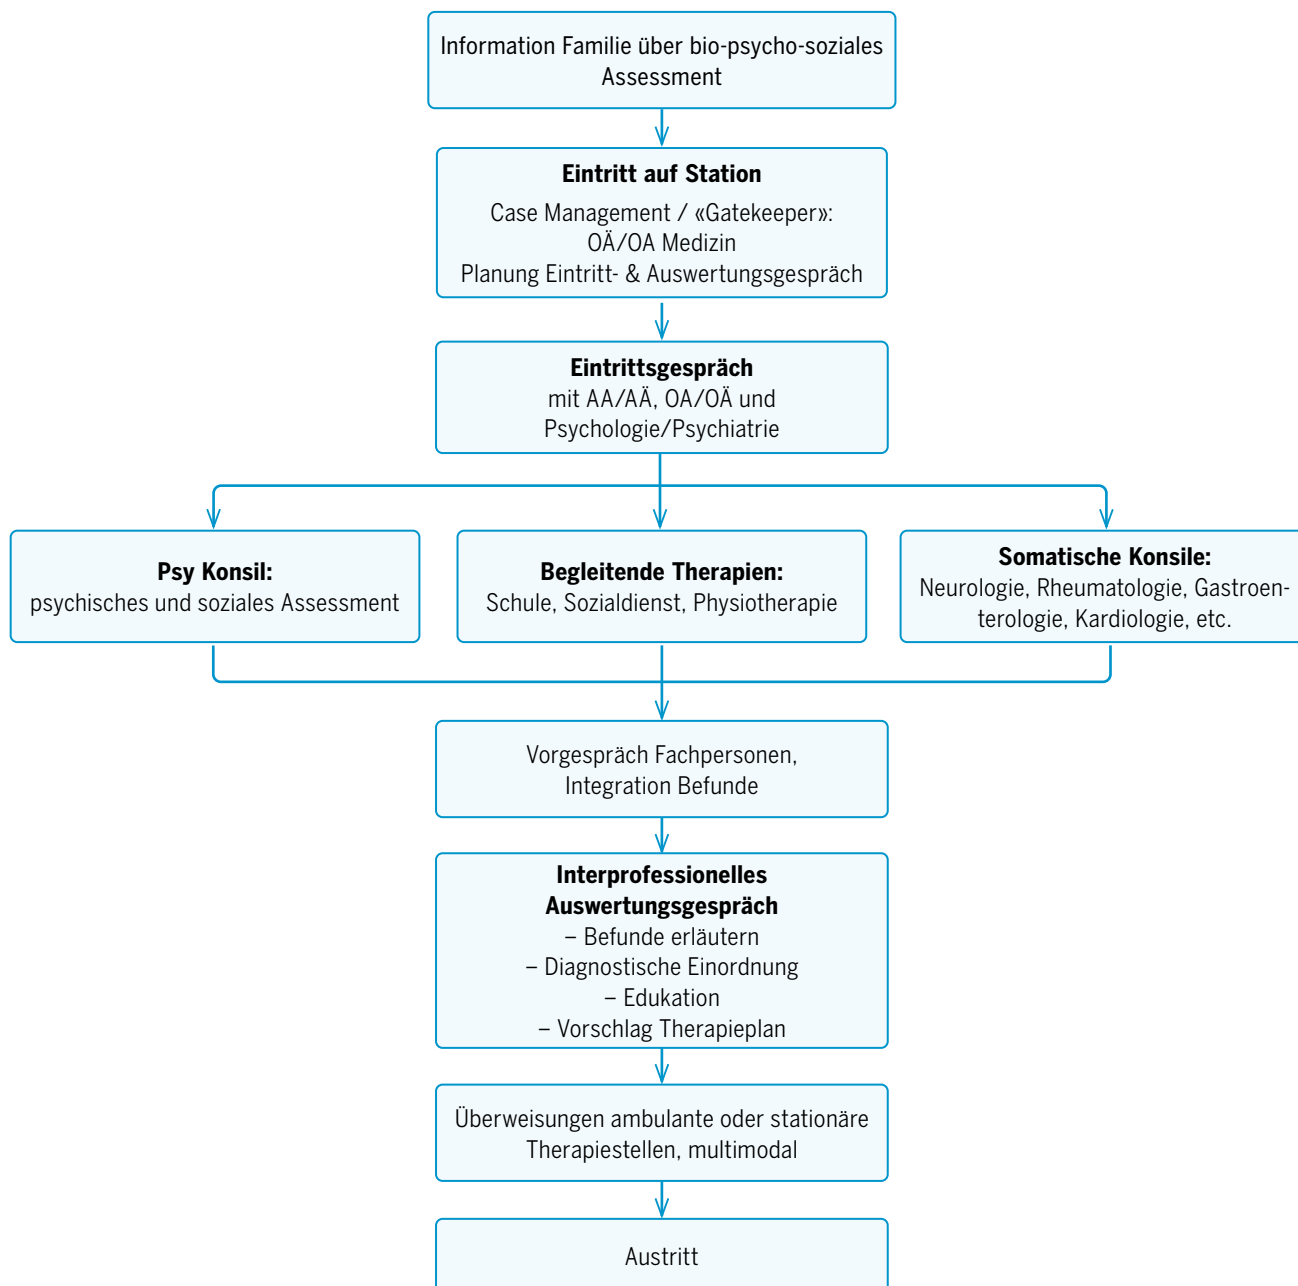 Information Familie über bio-psycho-soziales
Assessment
Eintritt auf Station
Case Management / «Gatekeeper»:
OÄ/OA Medizin
Planung Eintritt- & Auswertungsgespräch
Eintrittsgespräch
mit AA/AÄ, OA/OÄ und
Psychologie/Psychiatrie
Psy Konsil:
psychisches und soziales Assessment
Begleitende Therapien:
Schule, Sozialdienst, Physiotherapie
Somatische Konsile:
Neurologie, Rheumatologie, Gastroen-
terologie, Kardiologie, etc.
Vorgespräch Fachpersonen,
Integration Befunde
Interprofessionelles
Auswertungsgespräch
– Befunde erläutern
– Diagnostische Einordnung
– Edukation
– Vorschlag Therapieplan
Überweisungen ambulante oder stationäre
Therapiestellen, multimodal
Austritt